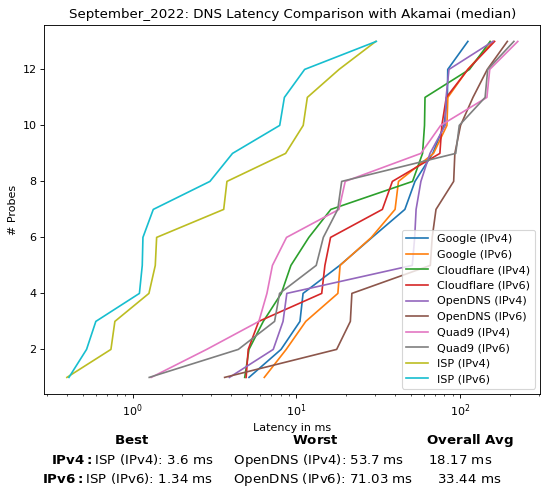 September_2022: DNS Latency Comparison with Akamai (median)
12
10
8
6
4
2
# Probes
Google (IPv4)
Google (IPv6)
Cloudflare (IPv4)
Cloudflare (IPv6)
OpenDNS (IPv4)
OpenDNS (IPv6)
Quad9 (IPv4)
Quad9 (IPv6)
ISP (IPv4)
ISP (IPv6)
10⁰ 10¹ 10²
Latency in ms
Best Worst Overall Avg
IPv4: ISP (IPv4): 3.6 ms OpenDNS (IPv4): 53.7 ms 18.17 ms
IPv6: ISP (IPv6): 1.34 ms OpenDNS (IPv6): 71.03 ms 33.44 ms